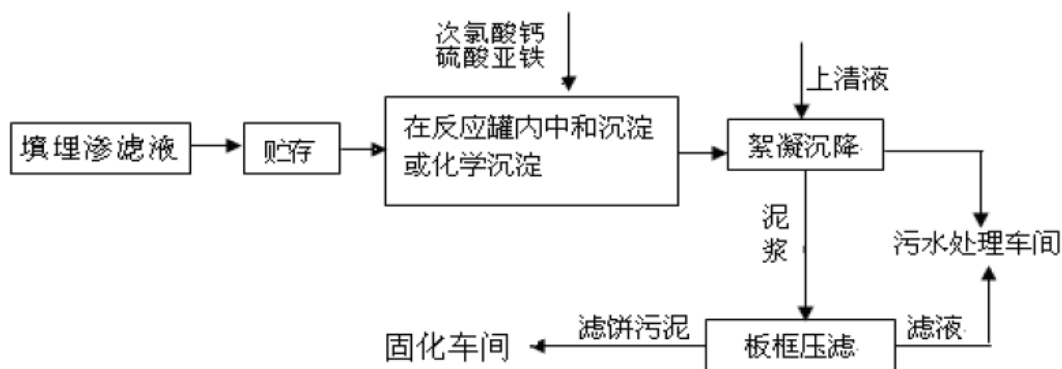 次氯酸钙
硫酸亚铁
上清液
填埋渗滤液
贮存
在反应罐内中和沉淀
或化学沉淀
絮凝沉降
泥
浆
污水处理车间
固化车间
滤饼污泥
板框压滤
滤液